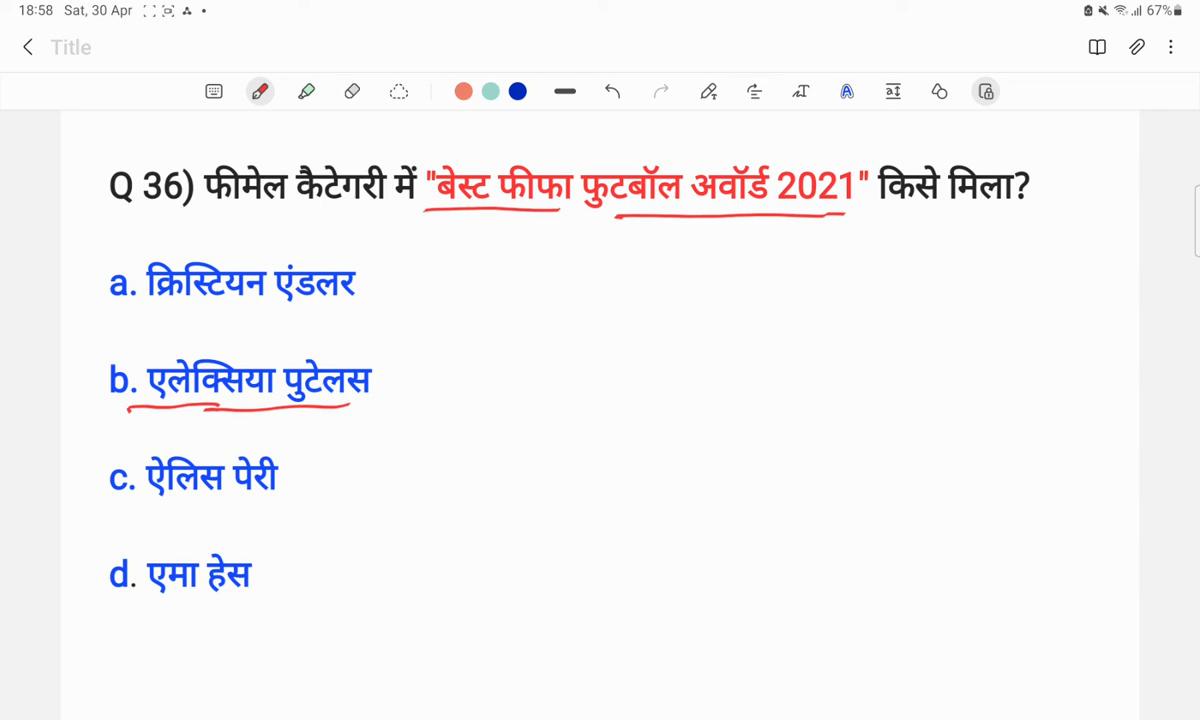 18:58 Sat, 30 Apr 67%
Title
Q 36) फीमेल कैटेगरी में "बेस्ट फीफा फुटबॉल अवॉर्ड 2021" किसे मिला?
a. क्रिस्टियन एंडलर
b. एलेक्सिया पुटेलस
c. ऐलिस पेरी
d. एमा हेस